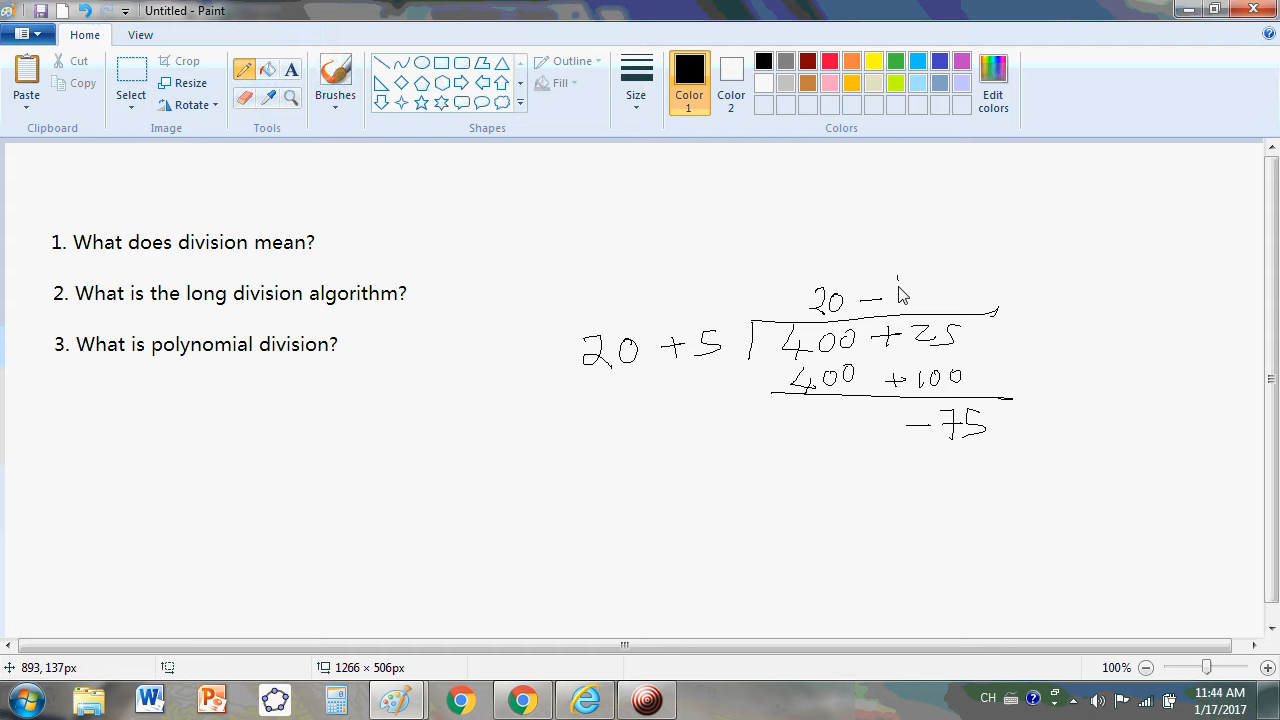 Untitled - Paint
Home View
Paste
Cut
Copy
Clipboard
Select
Crop
Resize
Rotate
Image
A
Tools
Brushes
Outline
Fill
Shapes
Size
Color 1
Color 2
Edit colors
Colors
1. What does division mean?
2. What is the long division algorithm?
3. What is polynomial division?
20 –
20 + 5 400 + 25
400 + 100
– 75
893, 137px 1266 × 506px 100%
CH 11:44 AM
1/17/2017